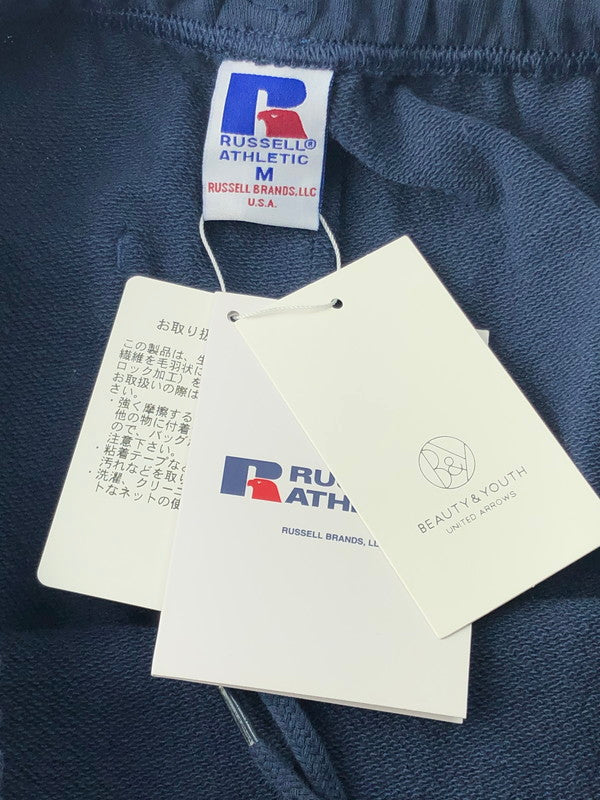 RUSSELL®
ATHLETIC
M
RUSSELL BRANDS, LLC
U.S.A.
お取り扱
この製品は、生
繊維を毛羽状に
ロック加工）を
お取扱いの際は
さい。
・強く摩擦する
他の物に付着
ので、バッグ
注意下さい。
・粘着テープな
汚れなどを取
・洗濯、クリーニ
トなネットの使
RUS
ATHL
RUSSELL BRANDS, LL
B&Y
BEAUTY & YOUTH
UNITED ARROWS